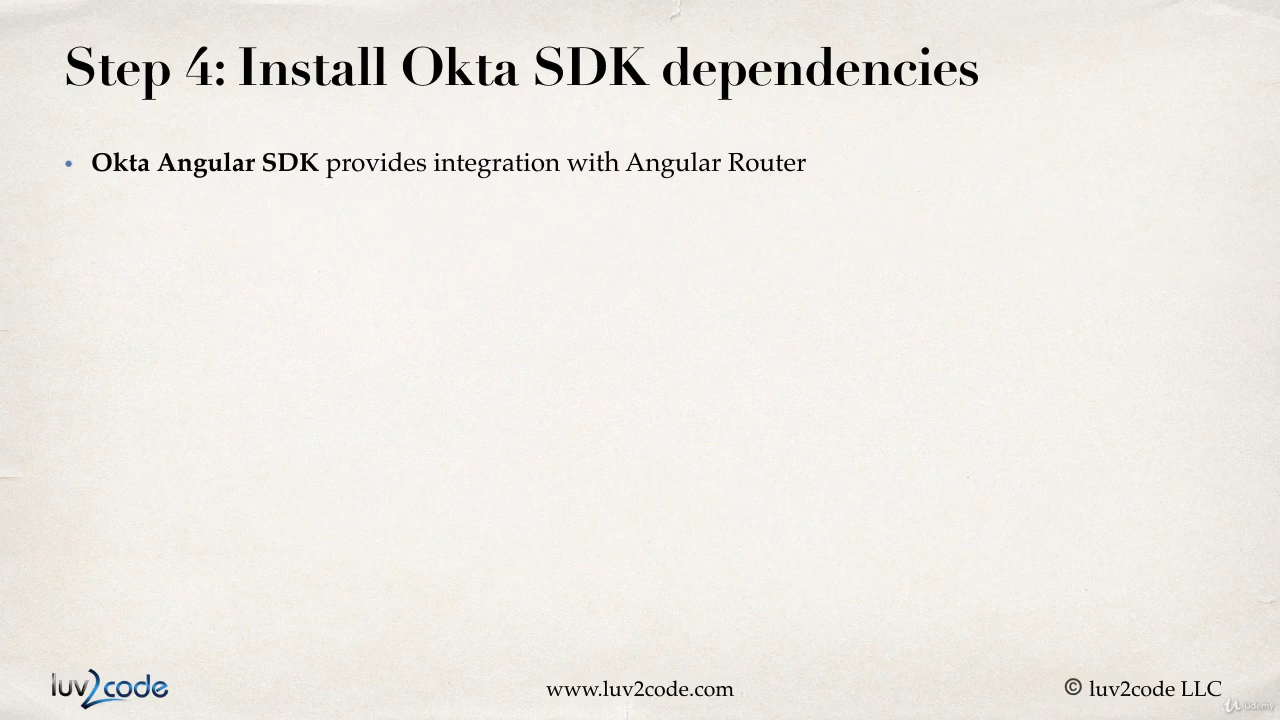 Step 4: Install Okta SDK dependencies
• Okta Angular SDK provides integration with Angular Router
luv2code
www.luv2code.com
© luv2code LLC
Udemy